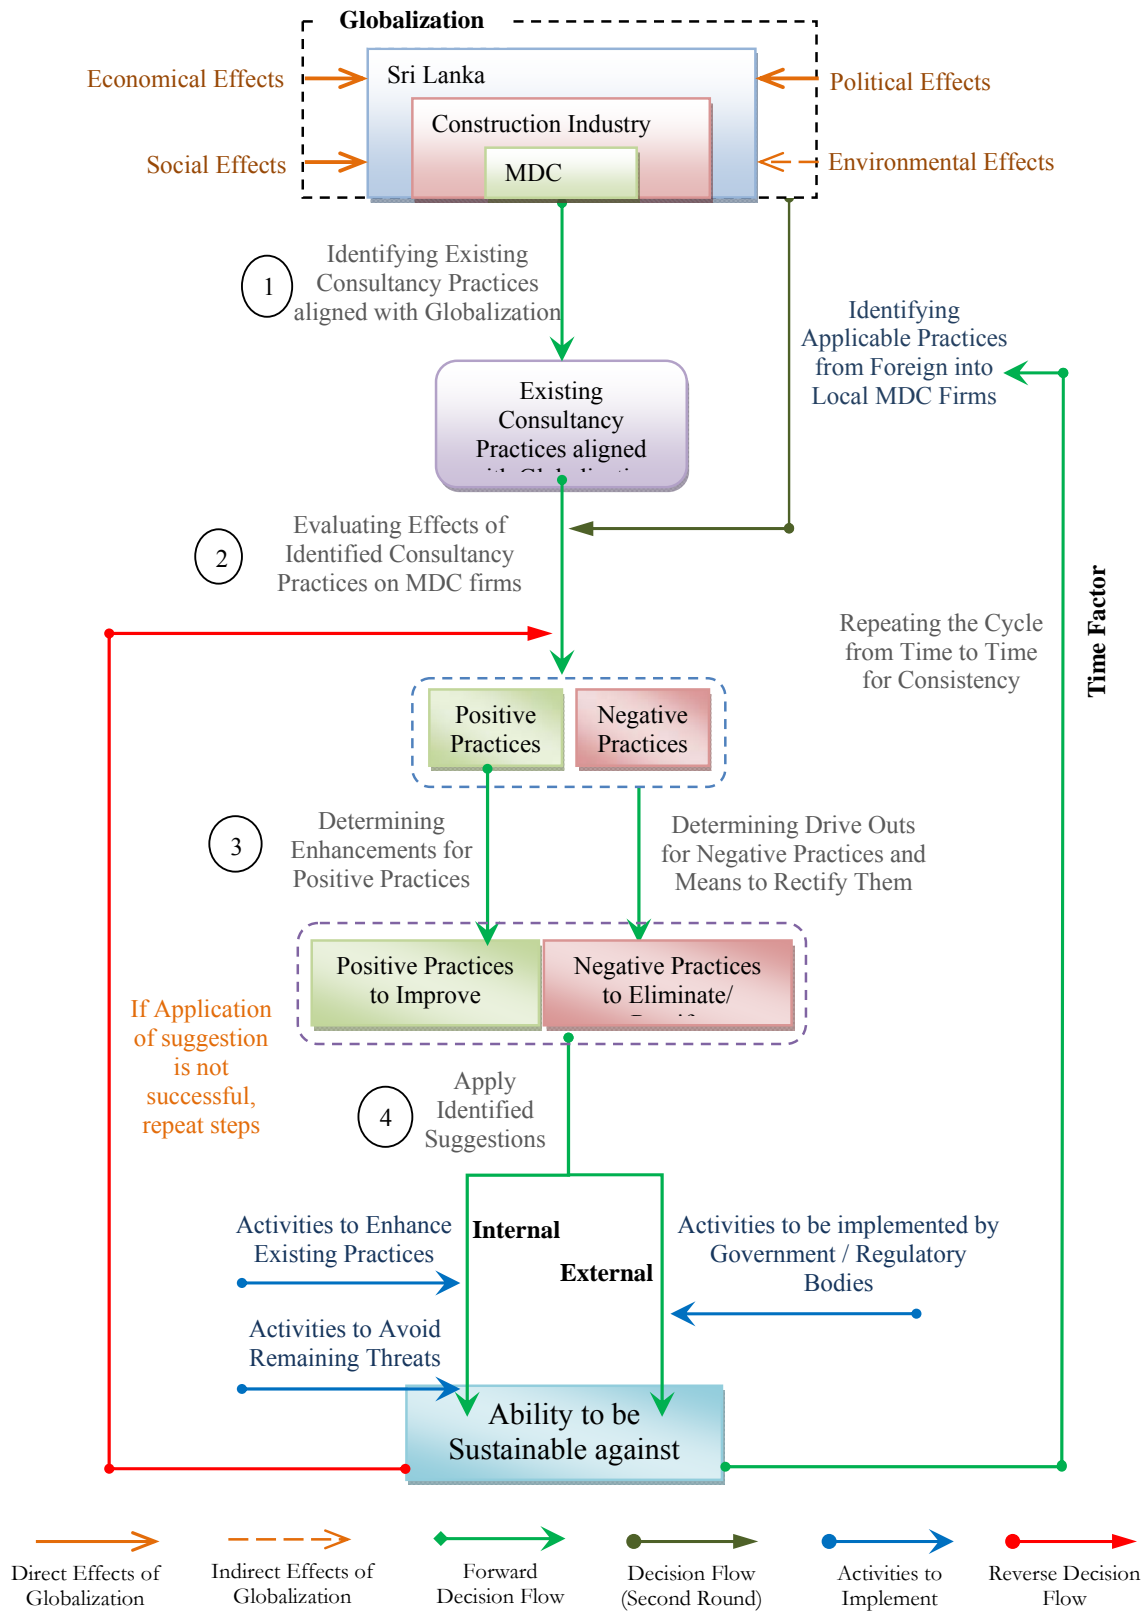 Globalization
Economical Effects
Sri Lanka
Political Effects
Construction Industry
Social Effects
MDC
Environmental Effects
1
Identifying Existing
Consultancy Practices
aligned with Globalization
Identifying
Applicable Practices
from Foreign into
Local MDC Firms
Existing
Consultancy
Practices aligned
with Globalization
2
Evaluating Effects of
Identified Consultancy
Practices on MDC firms
Repeating the Cycle
from Time to Time
for Consistency
Time Factor
Positive
Practices
Negative
Practices
3
Determining
Enhancements for
Positive Practices
Determining Drive Outs
for Negative Practices and
Means to Rectify Them
Positive Practices
to Improve
Negative Practices
to Eliminate/
If Application
of suggestion
is not
successful,
repeat steps
4
Apply
Identified
Suggestions
Internal
External
Activities to Enhance
Existing Practices
Activities to be implemented by
Government / Regulatory
Bodies
Activities to Avoid
Remaining Threats
Ability to be
Sustainable against
Direct Effects of
Globalization
Indirect Effects of
Globalization
Forward
Decision Flow
Decision Flow
(Second Round)
Activities to
Implement
Reverse Decision
Flow